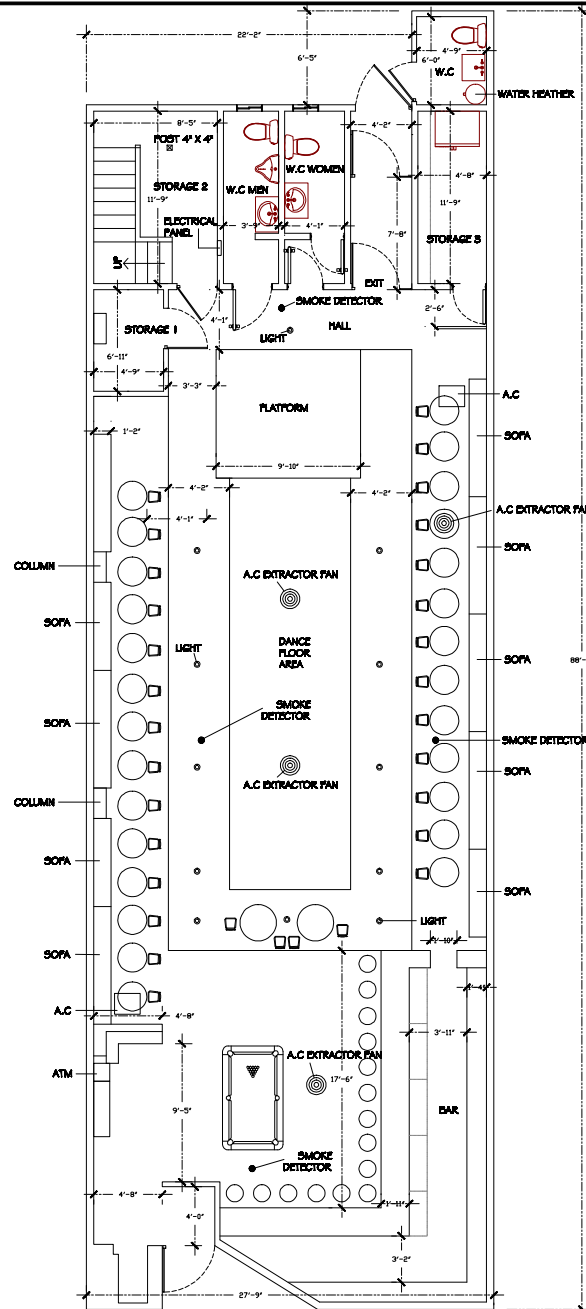 22'-2"
6'-5"
4'-9"
6'-0"
W.C
WATER HEATHER
8'-5"
4'-2"
POST 4" X 4"
W.C WOMEN
STORAGE 2
W.C MEN
4'-8"
11'-9"
3'-9"
4'-1"
11'-9"
ELECTRICAL
PANEL
7'-8"
STORAGE 3
UP
EXIT
SMOKE DETECTOR
2'-6"
STORAGE 1
4'-1"
HALL
LIGHT
6'-11"
4'-9"
3'-3"
A.C
PLATFORM
1'-2"
SOFA
9'-10"
4'-2"
4'-2"
A.C EXTRACTOR FAN
4'-1"
SOFA
COLUMN
A.C EXTRACTOR FAN
SOFA
LIGHT
DANCE
FLOOR
AREA
SOFA
88'-
SOFA
SMOKE
DETECTOR
SMOKE DETECTOR
SOFA
A.C EXTRACTOR FAN
COLUMN
SOFA
SOFA
LIGHT
1'-10"
SOFA
1'-4"
A.C
4'-8"
3'-11"
A.C EXTRACTOR FAN
ATM
17'-6"
BAR
9'-5"
SMOKE
DETECTOR
4'-8"
4'-0"
1'-11"
3'-2"
27'-9"